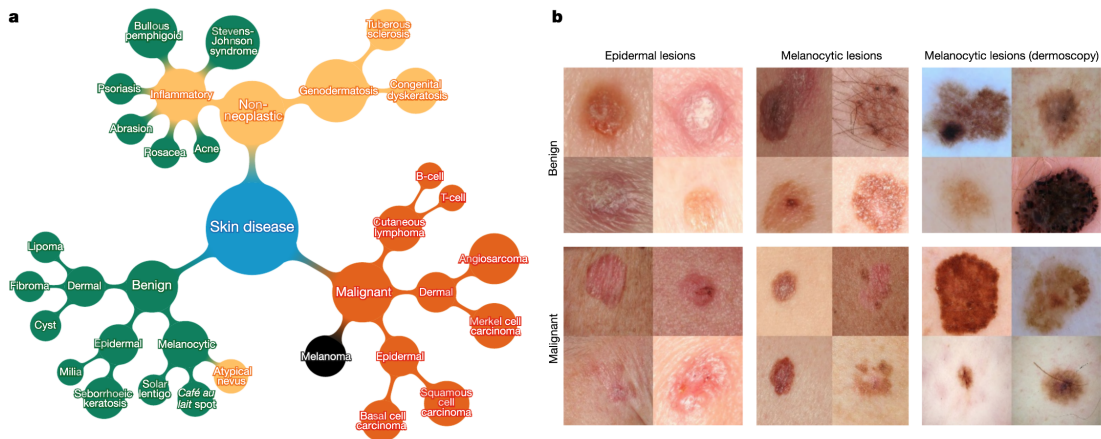 a
Bullous
pemphigoid
Stevens-
Johnson
syndrome
Tuberous
sclerosis
Psoriasis
Inflammatory
Non-
neoplastic
Genodermatosis
Congenital
dyskeratosis
Abrasion
Rosacea
Acne
Skin disease
B-cell
T-cell
Cutaneous
lymphoma
Lipoma
Fibroma
Dermal
Benign
Cyst
Epidermal
Melanocytic
Milia
Seborrhoeic
keratosis
Solar
lentigo
Café au
lait spot
Atypical
nevus
Malignant
Dermal
Angiosarcoma
Merkel cell
carcinoma
Melanoma
Epidermal
Squamous
cell
carcinoma
Basal cell
carcinoma
b
Epidermal lesions
Melanocytic lesions
Melanocytic lesions (dermoscopy)
Benign
Malignant